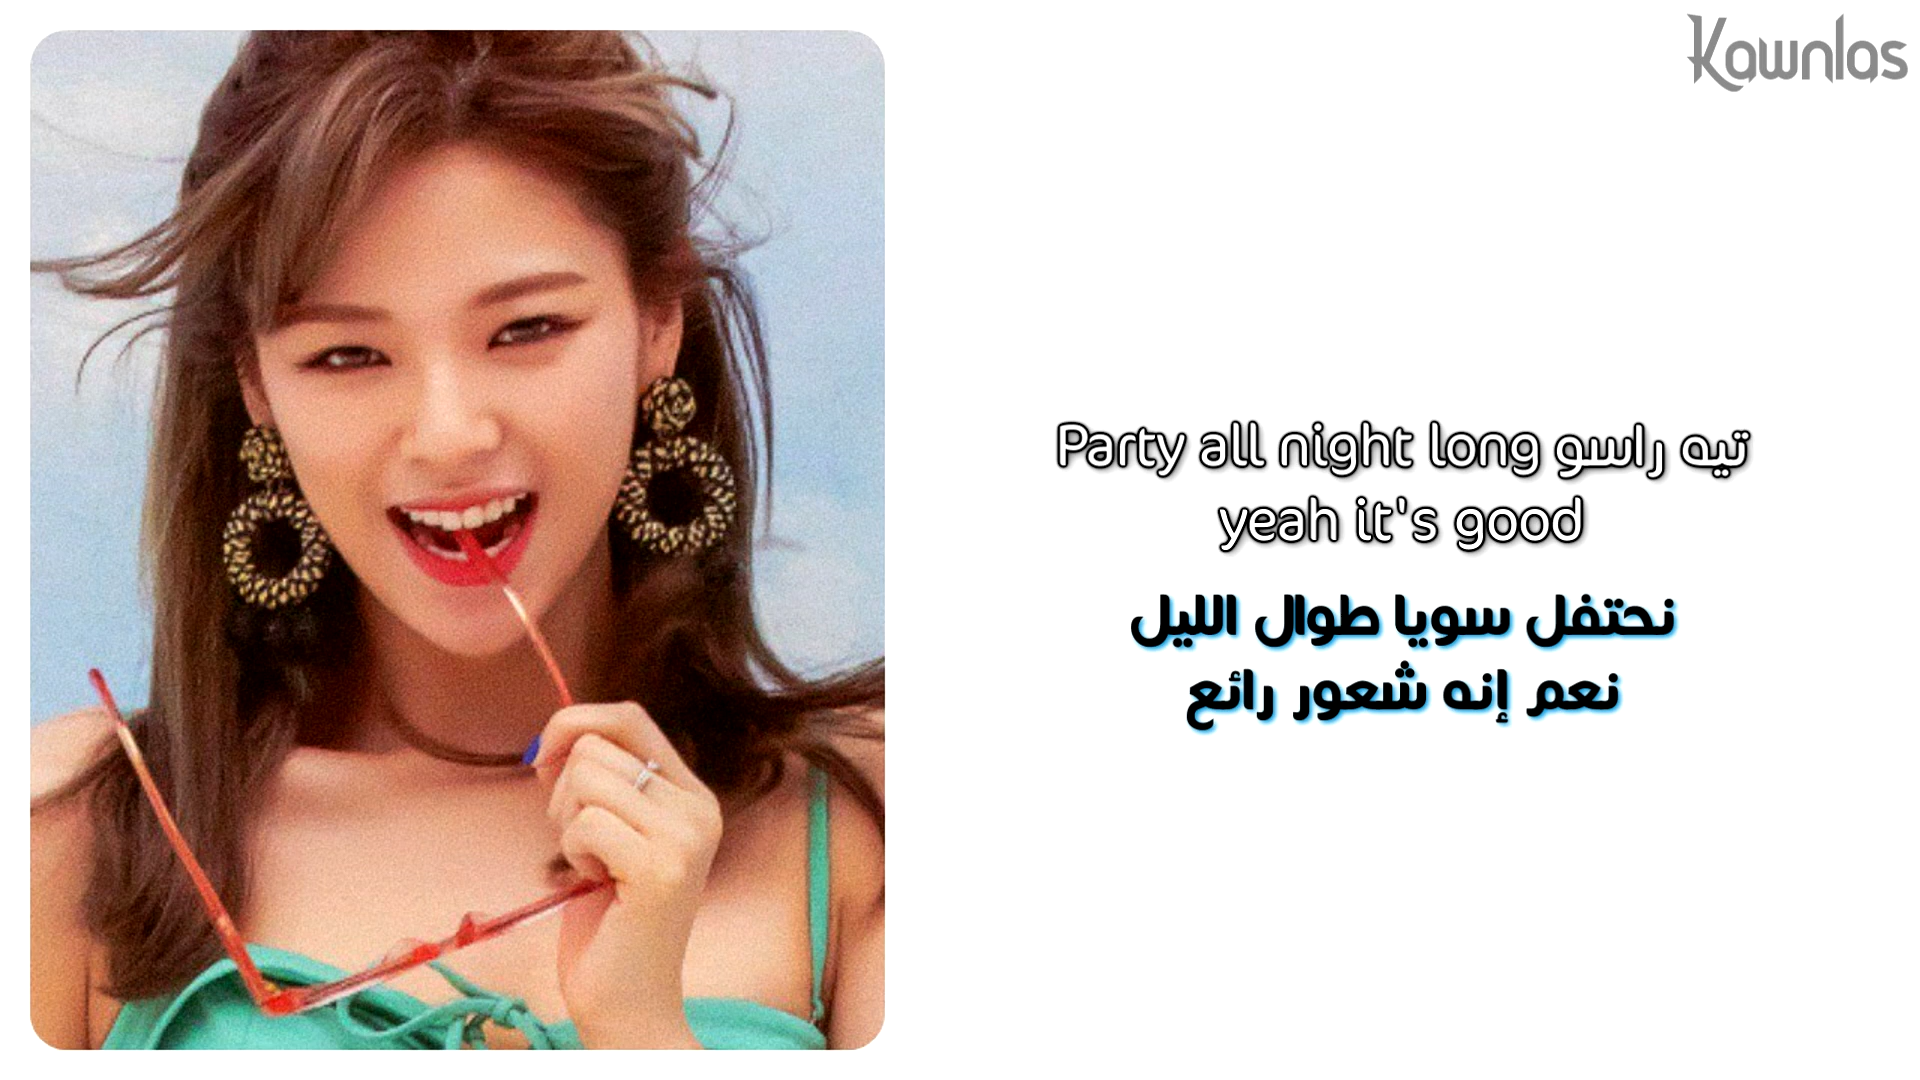 Kawnlas
Party all night long تيه راسو
yeah it's good
نحتفل سويا طوال الليل
نعم إنه شعور رائع